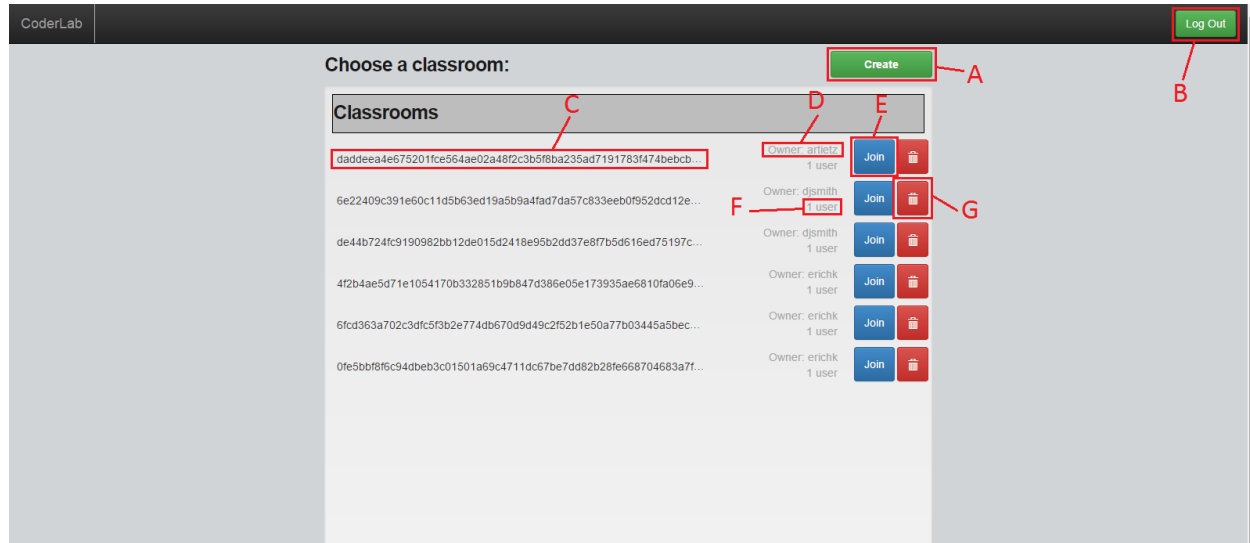 CoderLab
Log Out
B
Choose a classroom:
Create
A
Classrooms
C
D
E
daddeea4e675201fce564ae02a48f2c3b5f8ba235ad7191783f474bebcb...
Owner: artietz
1 user
Join
6e22409c391e60c11d5b63ed19a5b9a4fad7da57c833eeb0f952dcd12e...
Owner: djsmith
F
1 user
Join
G
de44b724fc9190982bb12de015d2418e95b2dd37e8f7b5d616ed75197c...
Owner: djsmith
1 user
Join
4f2b4ae5d71e1054170b332851b9b847d386e05e173935ae6810fa06e9...
Owner: erichk
1 user
Join
6fcd363a702c3dfc5f3b2e774db670d9d49c2f52b1e50a77b03445a5bec...
Owner: erichk
1 user
Join
0fe5bbf8f6c94dbeb3c01501a69c4711dc67be7dd82b28fe668704683a7f...
Owner: erichk
1 user
Join